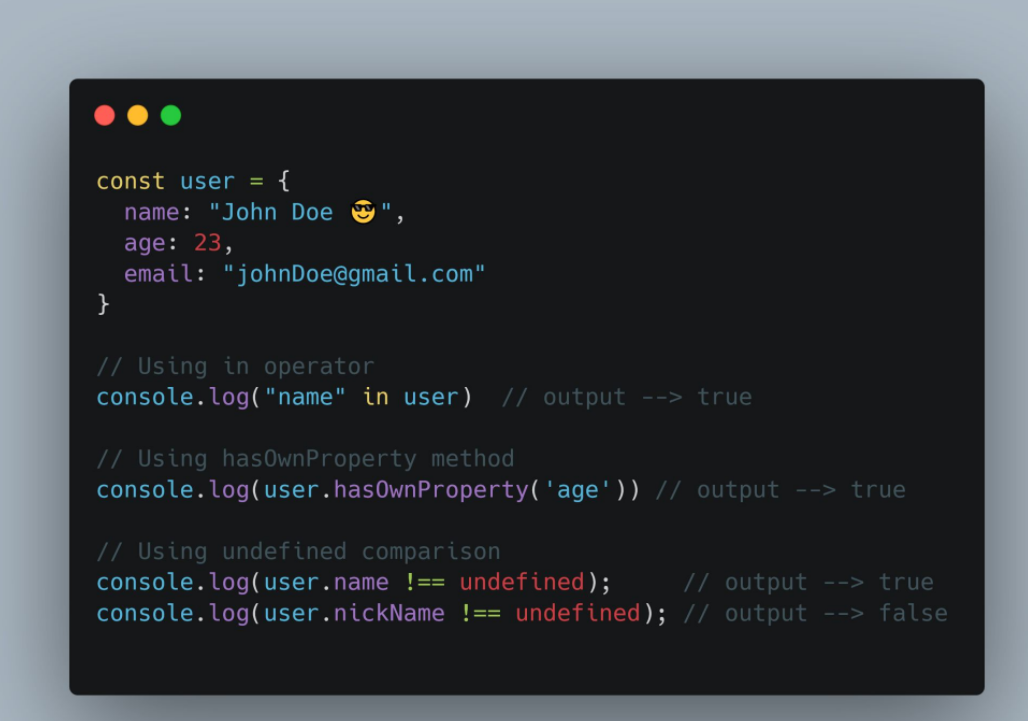 const user = {
  name: "John Doe 😎",
  age: 23,
  email: "johnDoe@gmail.com"
}

// Using in operator
console.log("name" in user)  // output --> true

// Using hasOwnProperty method
console.log(user.hasOwnProperty('age')) // output --> true

// Using undefined comparison
console.log(user.name !== undefined);     // output --> true
console.log(user.nickName !== undefined); // output --> false